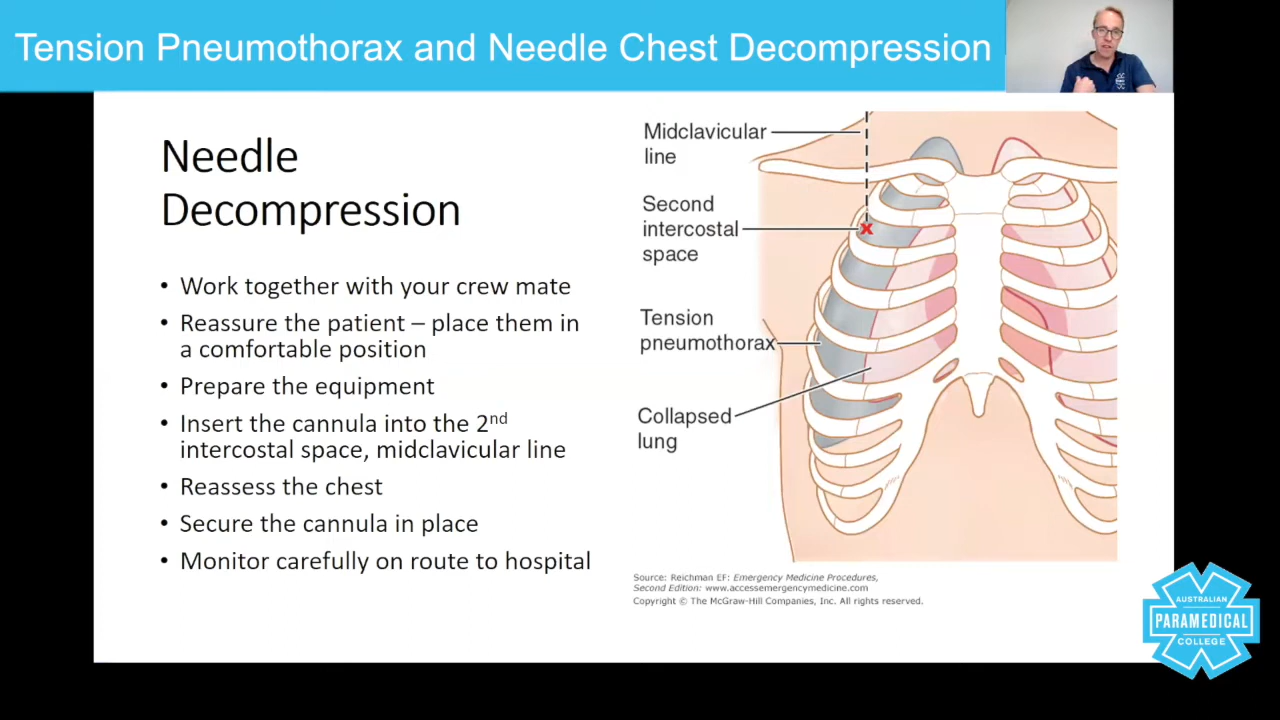 Tension Pneumothorax and Needle Chest Decompression
Needle
Decompression
• Work together with your crew mate
• Reassure the patient – place them in
a comfortable position
• Prepare the equipment
• Insert the cannula into the 2nd
intercostal space, midclavicular line
• Reassess the chest
• Secure the cannula in place
• Monitor carefully on route to hospital
Midclavicular
line
Second
intercostal
space
x
Tension
pneumothorax
Collapsed
lung
Source: Reichman EF: Emergency Medicine Procedures,
Second Edition: www.accessemergencymedicine.com
Copyright © The McGraw-Hill Companies, Inc. All rights reserved.
AUSTRALIAN
PARAMEDICAL
COLLEGE